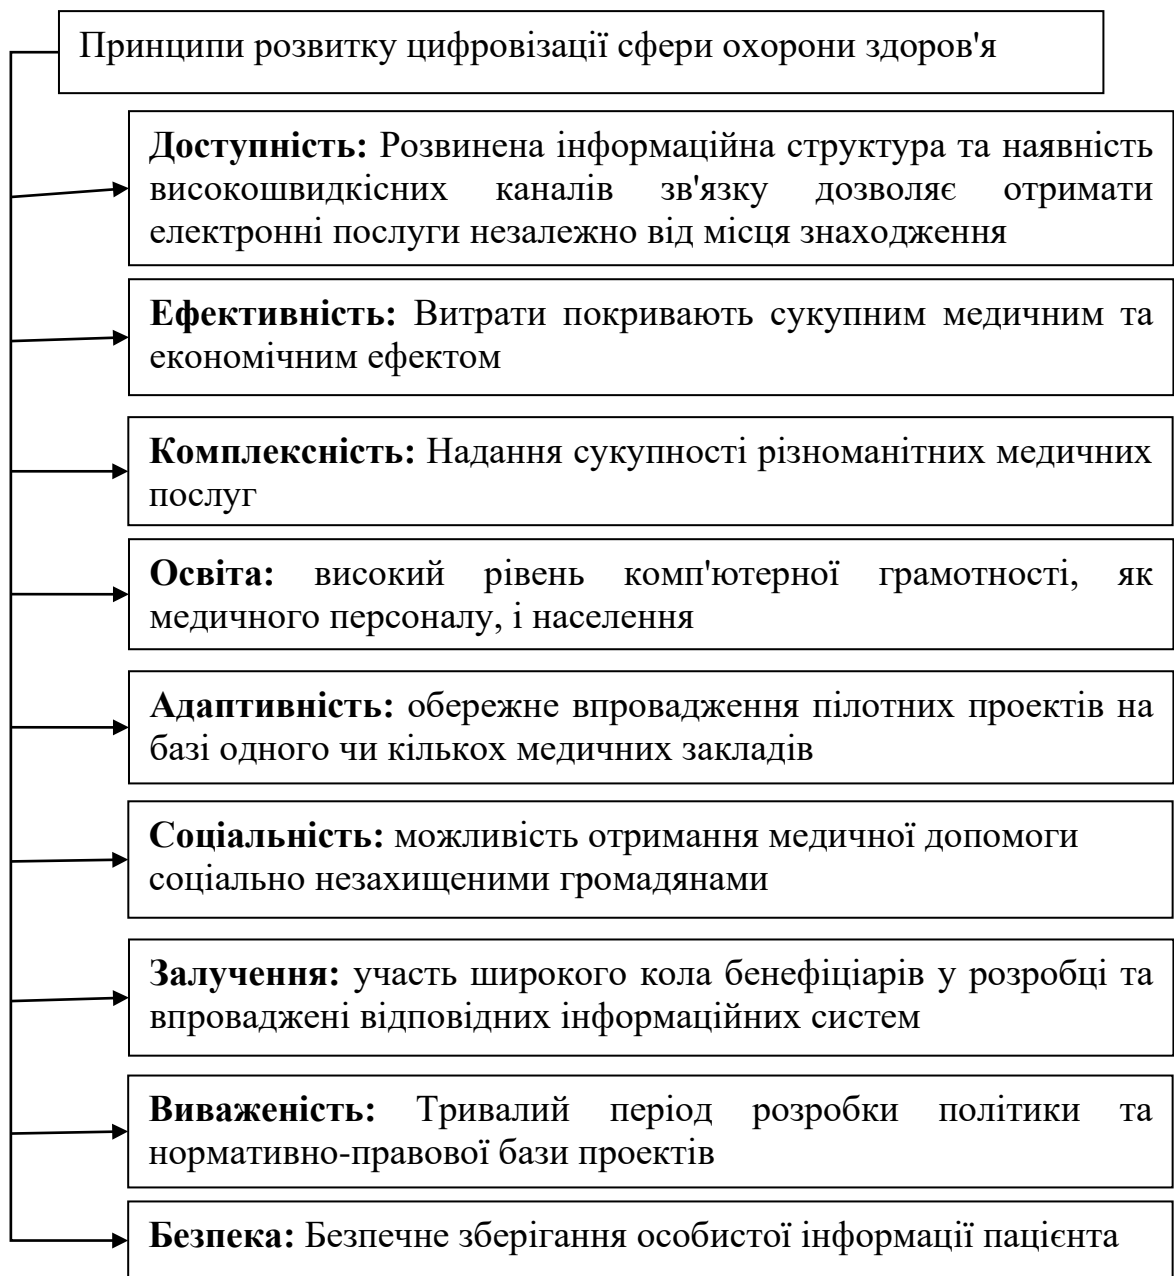 Принципи розвитку цифровізації сфери охорони здоров'я
Доступність: Розвинена інформаційна структура та наявність
високошвидкісних каналів зв'язку дозволяє отримати
електронні послуги незалежно від місця знаходження
Ефективність: Витрати покривають сукупним медичним та
економічним ефектом
Комплексність: Надання сукупності різноманітних медичних
послуг
Освіта: високий рівень комп'ютерної грамотності, як
медичного персоналу, і населення
Адаптивність: обережне впровадження пілотних проектів на
базі одного чи кількох медичних закладів
Соціальність: можливість отримання медичної допомоги
соціально незахищеними громадянами
Залучення: участь широкого кола бенефіціарів у розробці та
впроваджені відповідних інформаційних систем
Виваженість: Тривалий період розробки політики та
нормативно-правової бази проектів
Безпека: Безпечне зберігання особистої інформації пацієнта